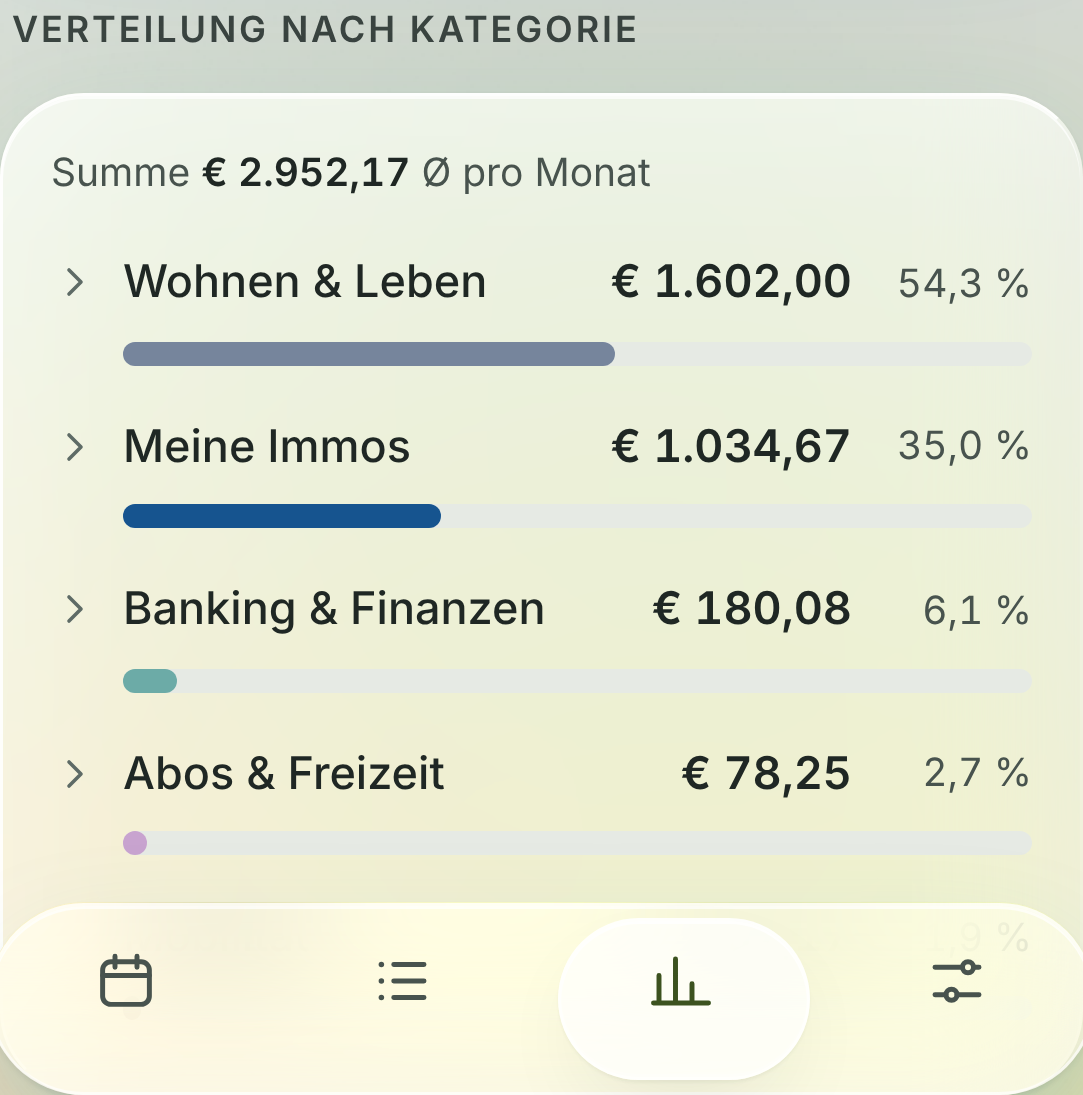 VERTEILUNG NACH KATEGORIE
Summe € 2.952,17 Ø pro Monat
Wohnen & Leben € 1.602,00 54,3 %
Meine Immos € 1.034,67 35,0 %
Banking & Finanzen € 180,08 6,1 %
Abos & Freizeit € 78,25 2,7 %